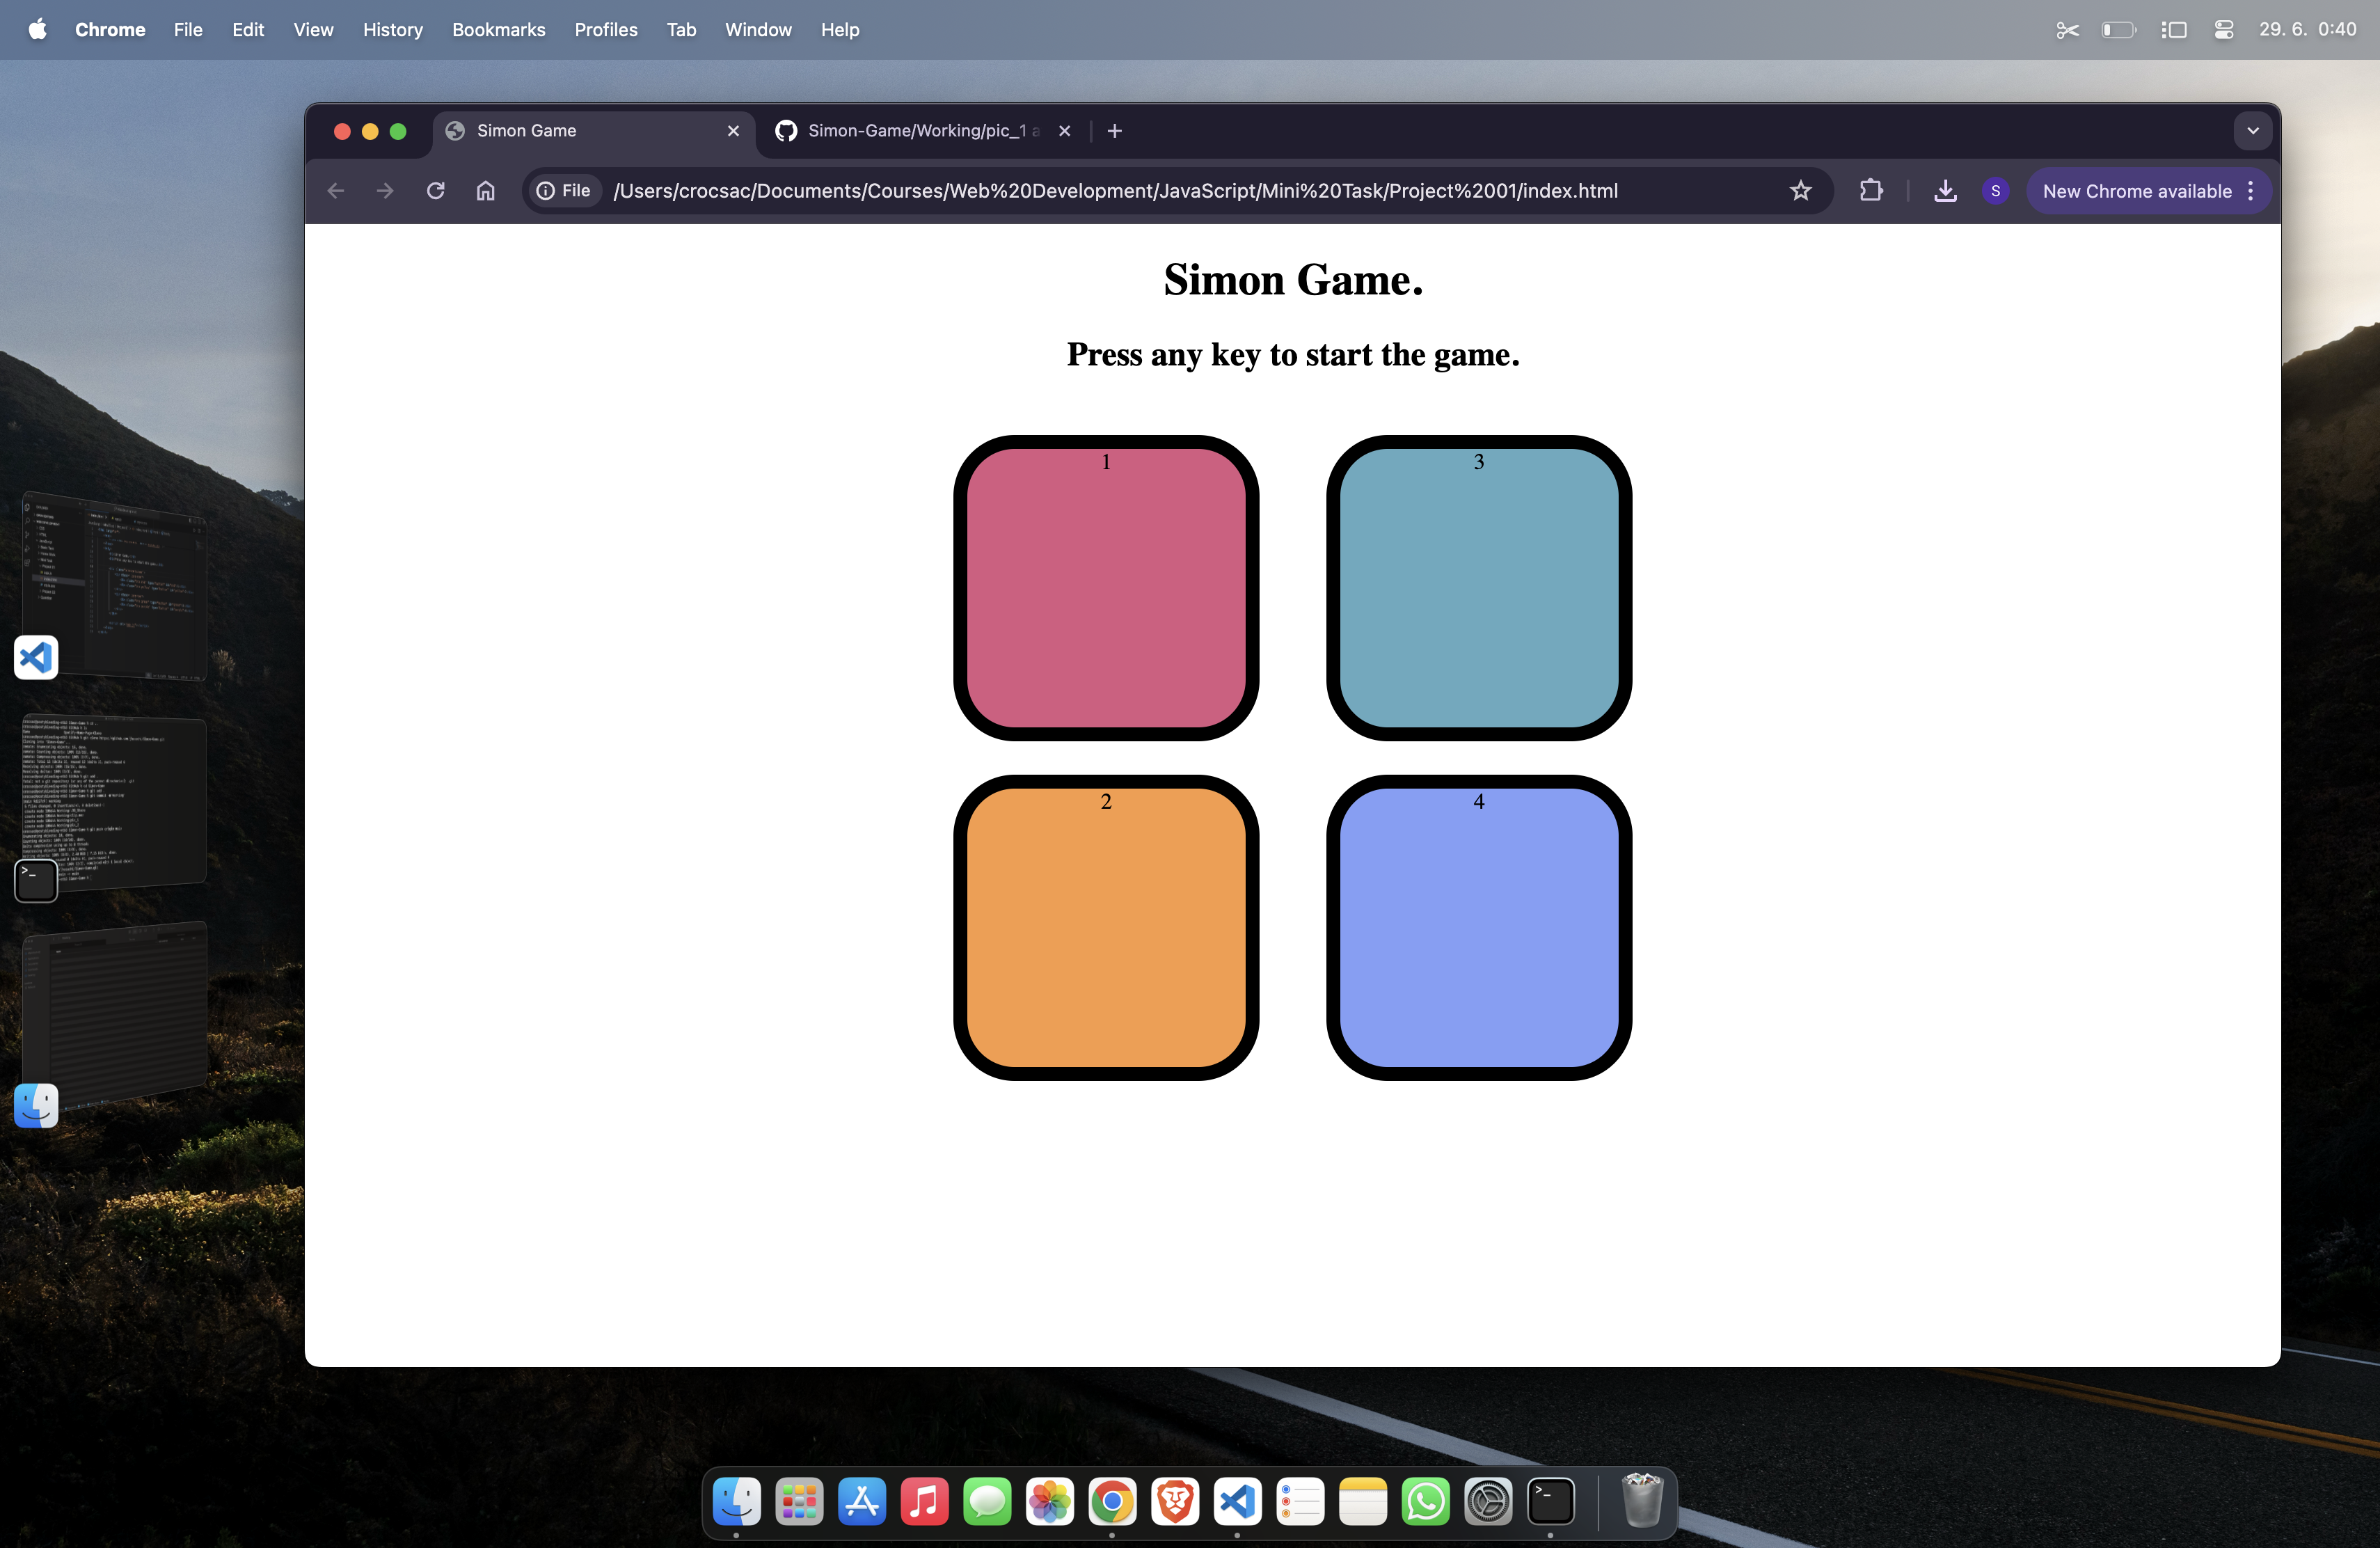 Chrome File Edit View History Bookmarks Profiles Tab Window Help 29. 6. 0:40
Simon Game Simon-Game/Working/pic_1
File /Users/crocsac/Documents/Courses/Web%20Development/JavaScript/Mini%20Task/Project%2001/index.html S New Chrome available
Simon Game.
Press any key to start the game.
1 3
2 4